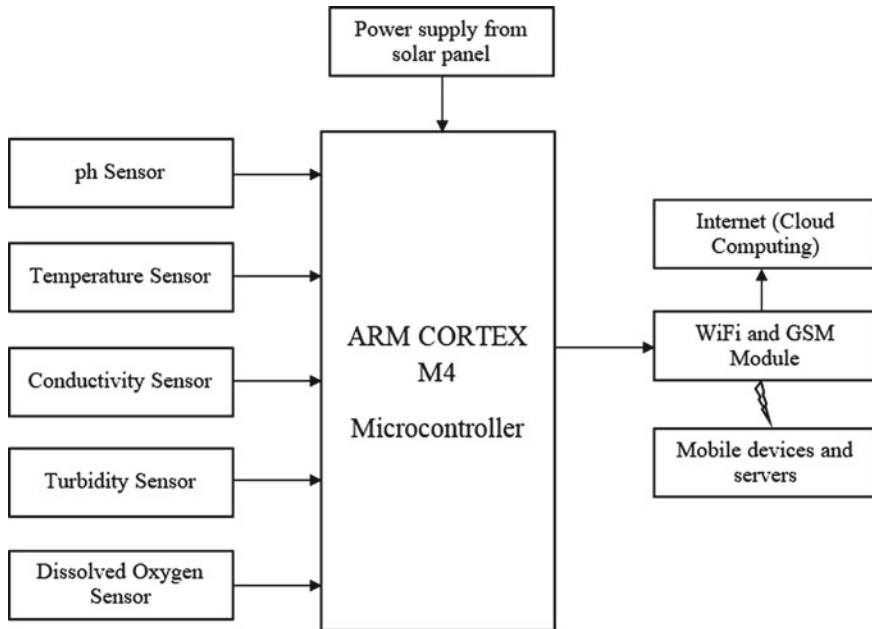 Power supply from
solar panel
ph Sensor
Temperature Sensor
Conductivity Sensor
Turbidity Sensor
Dissolved Oxygen
Sensor
ARM CORTEX
M4
Microcontroller
Internet (Cloud
Computing)
WiFi and GSM
Module
Mobile devices and
servers